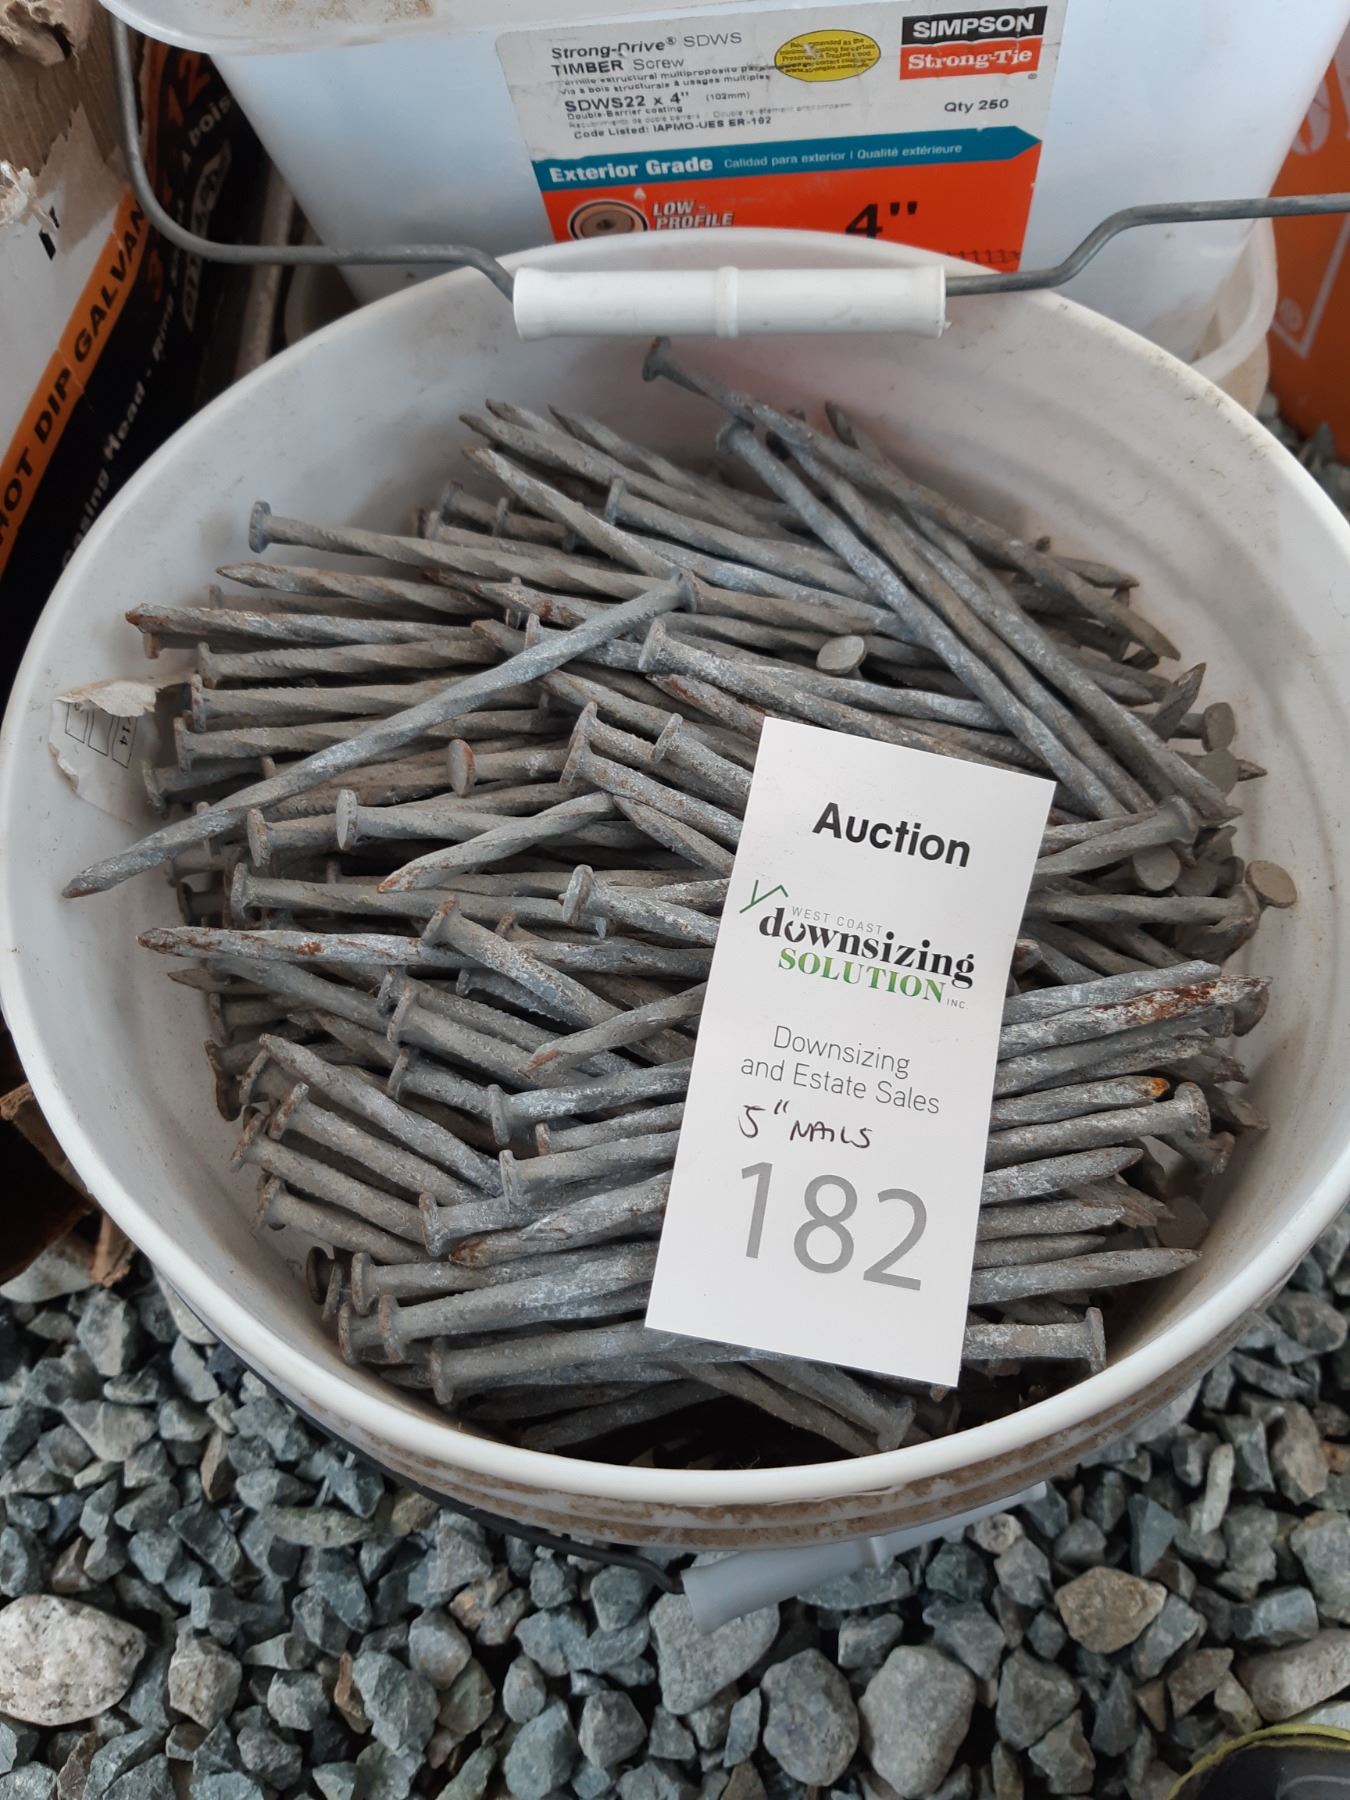 Strong-Drive® SDWS
TIMBER Screw
SIMPSON
Strong-Tie
®
SDWS22 x 4" (102mm)
Double-Barrier coating
Code Listed: IAPMO-UES ER-192
Qty 250
Exterior Grade Calidad para exterior | Qualité extérieure
LOW-
PROFILE
4"
HOT DIP GALVAN
Casing Head -
Auction
WEST COAST
downsizing
SOLUTION INC.
Downsizing
and Estate Sales
5" NAILS
182